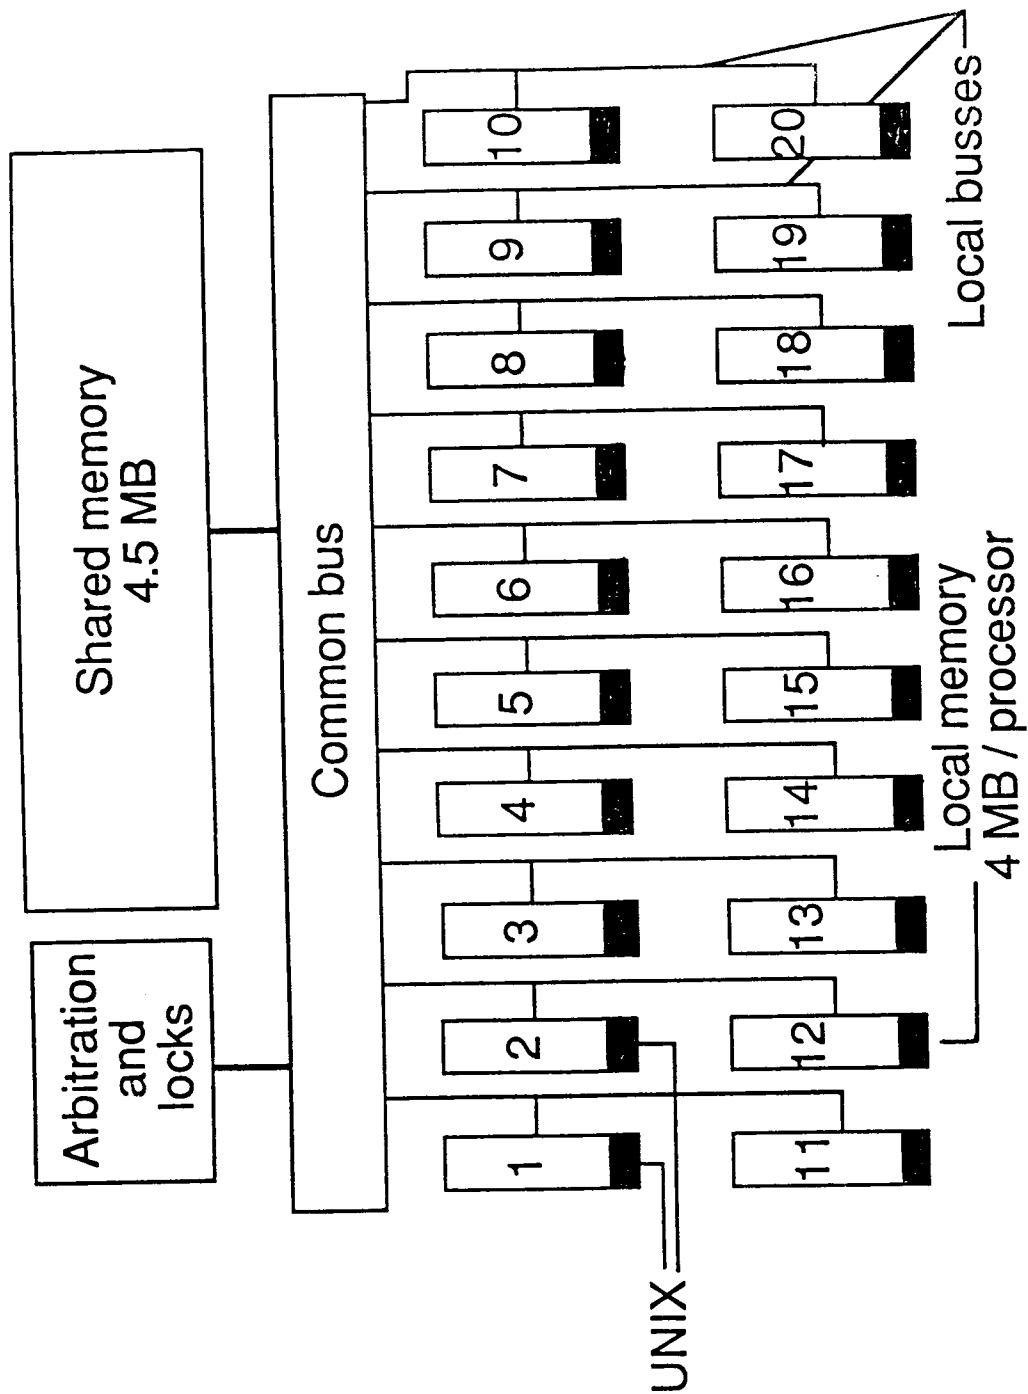 Shared memory
4.5 MB
Arbitration
and
locks
Common bus
1
2
3
4
5
6
7
8
9
10
11
12
13
14
15
16
17
18
19
20
UNIX
Local memory
4 MB / processor
Local busses